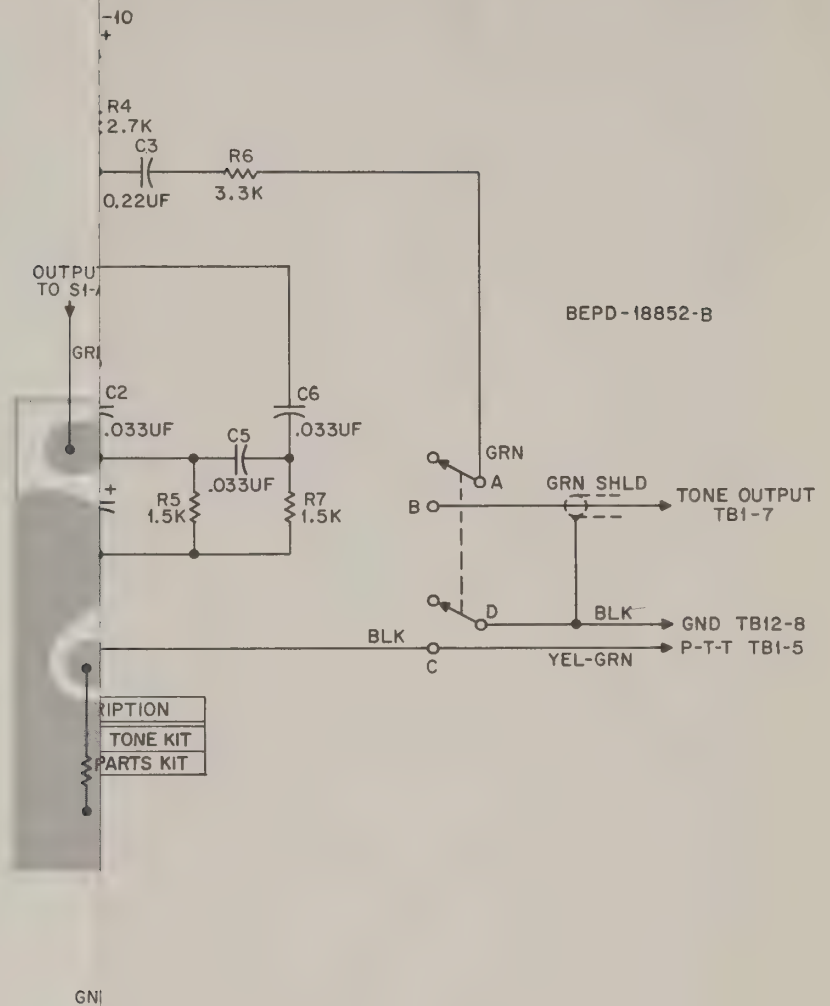 -10
+
R4
2.7K
C3
R6
0.22UF
3.3K
OUTPU
TO S1-A
BEPD-18852-B
GRN
C2
C6
.033UF
.033UF
C5
.033UF
GRN
A
GRN SHLD
TONE OUTPUT
TB1-7
B
+
R5
1.5K
R7
1.5K
D
BLK
GND TB12-8
BLK
P-T-T TB1-5
C
YEL-GRN
RIPTION
TONE KIT
PARTS KIT
GN